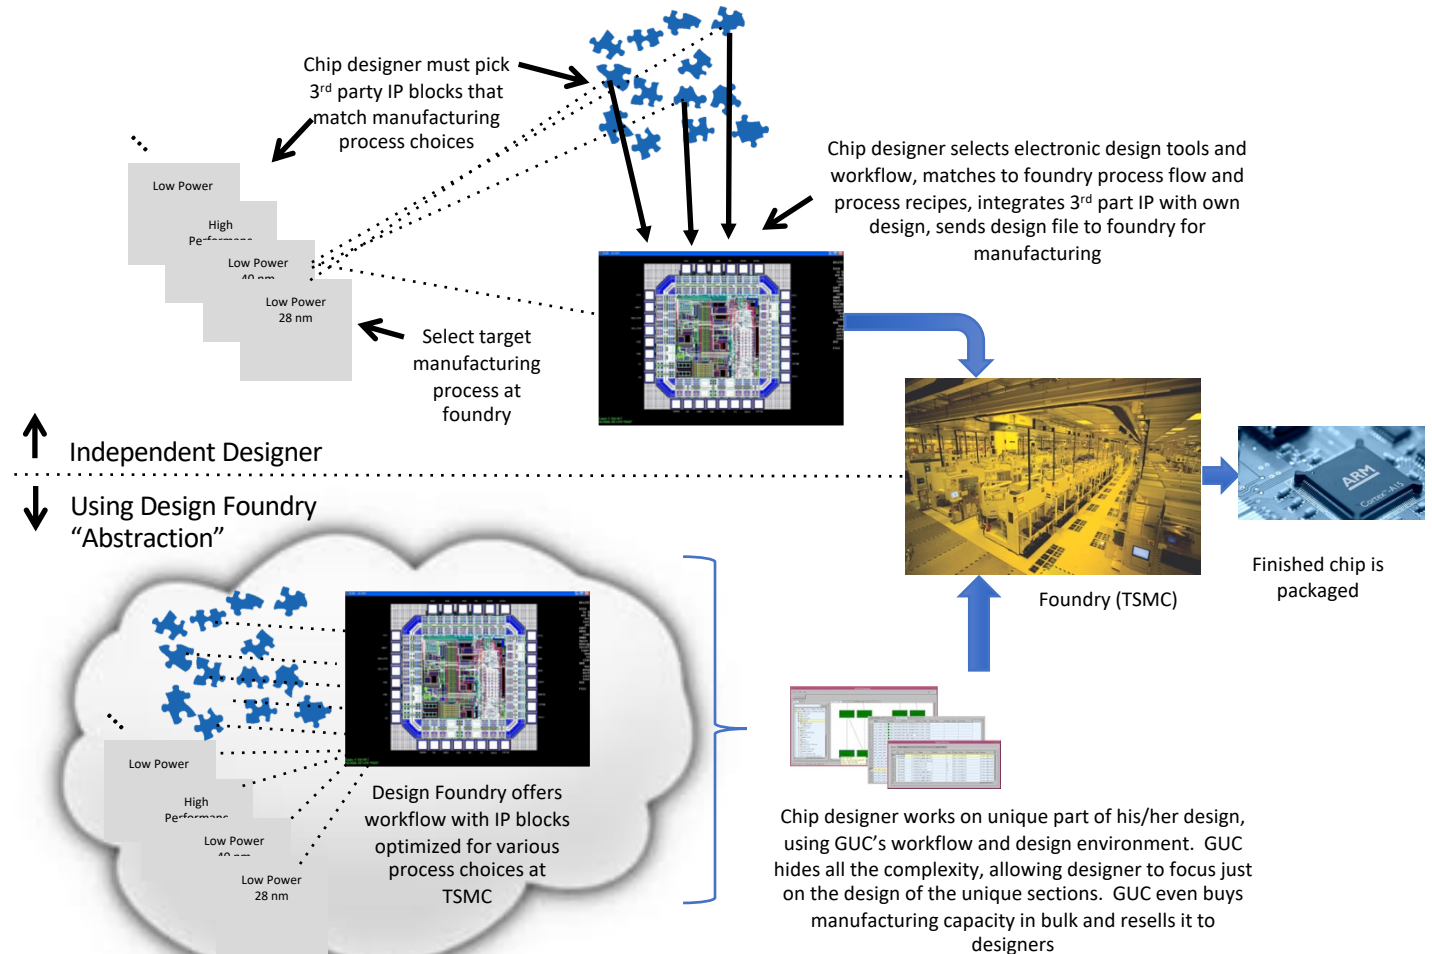 Chip designer must pick
3rd party IP blocks that
match manufacturing
process choices
Low Power
High
Low Power
Low Power
28 nm
Select target
manufacturing
process at
foundry
Chip designer selects electronic design tools and
workflow, matches to foundry process flow and
process recipes, integrates 3rd part IP with own
design, sends design file to foundry for
manufacturing
Independent Designer
Using Design Foundry
“Abstraction”
Foundry (TSMC)
ARM
Cortex-A15
Finished chip is
packaged
Low Power
High
Low Power
Low Power
28 nm
Design Foundry offers
workflow with IP blocks
optimized for various
process choices at
TSMC
Chip designer works on unique part of his/her design,
using GUC’s workflow and design environment.  GUC
hides all the complexity, allowing designer to focus just
on the design of the unique sections.  GUC even buys
manufacturing capacity in bulk and resells it to
designers